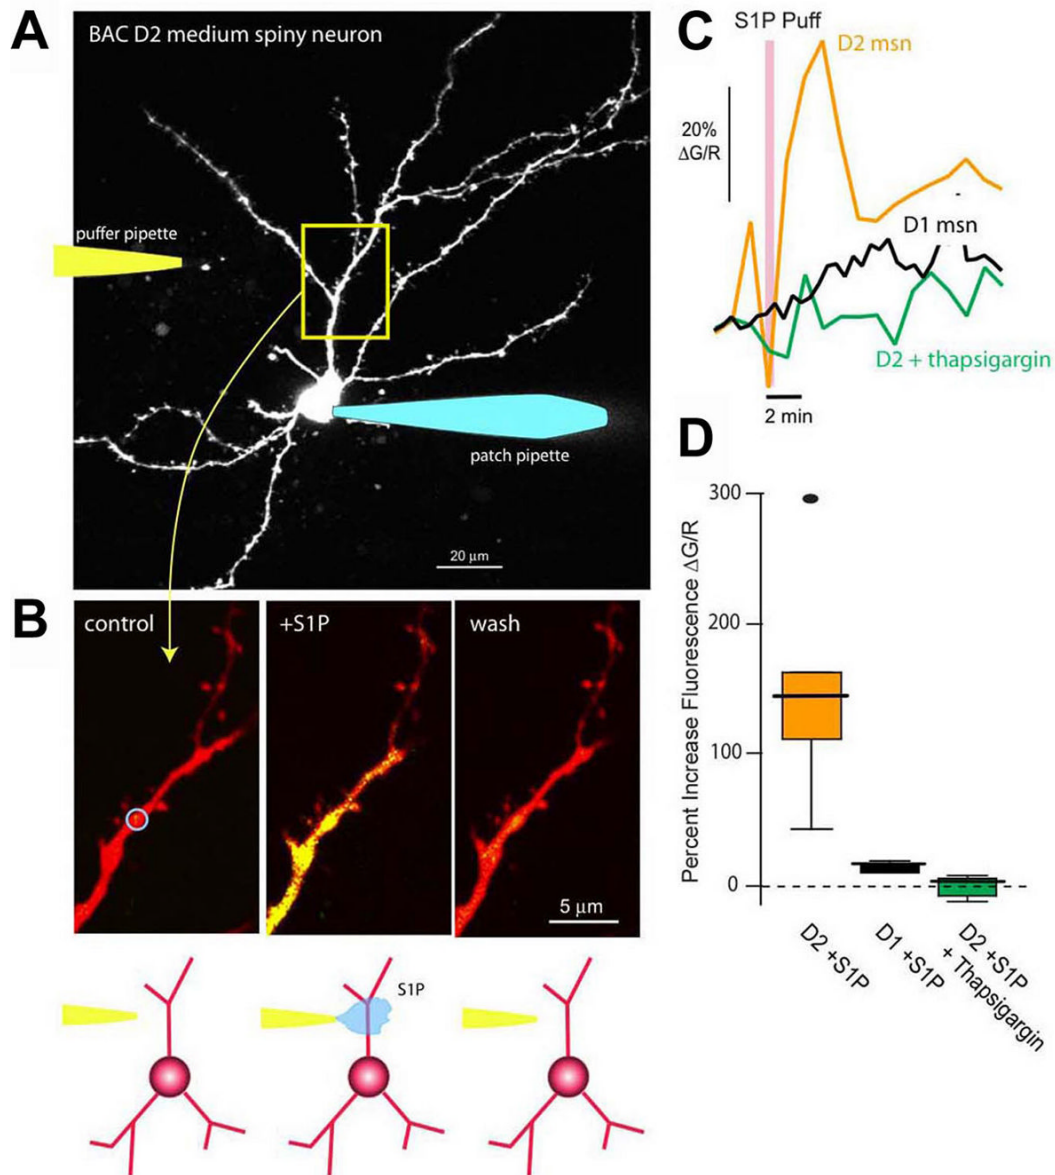 A
BAC D2 medium spiny neuron
puffer pipette
patch pipette
20 μm
B
control
+S1P
wash
5 μm
S1P
C
S1P Puff
D2 msn
20%
ΔG/R
D1 msn
D2 + thapsigargin
2 min
D
Percent Increase Fluorescence ΔG/R
300
200
100
0
D2 +S1P
D1 +S1P
D2 +S1P
+ Thapsigargin